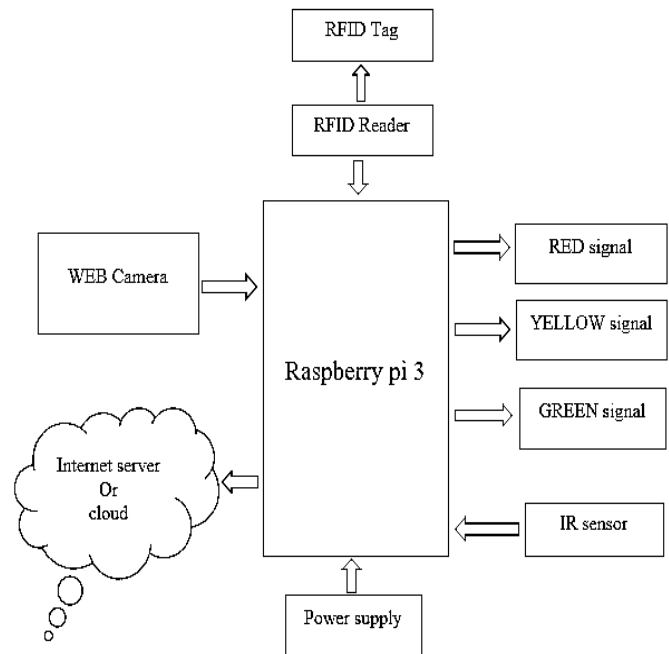 RFID Tag
RFID Reader
WEB Camera
RED signal
YELLOW signal
Raspberry pi 3
GREEN signal
Internet server
Or
cloud
IR sensor
Power supply